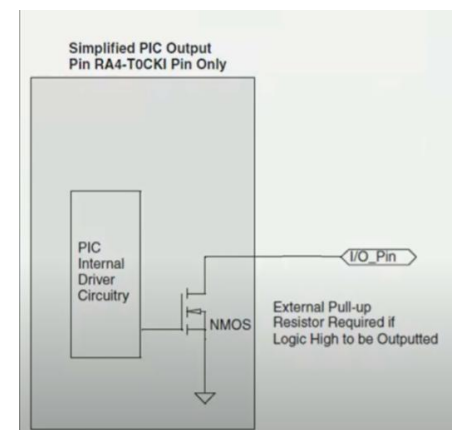 Simplified PIC Output
Pin RA4-T0CKI Pin Only
PIC
Internal
Driver
Circuitry
I/O_Pin
NMOS
External Pull-up
Resistor Required if
Logic High to be Outputted